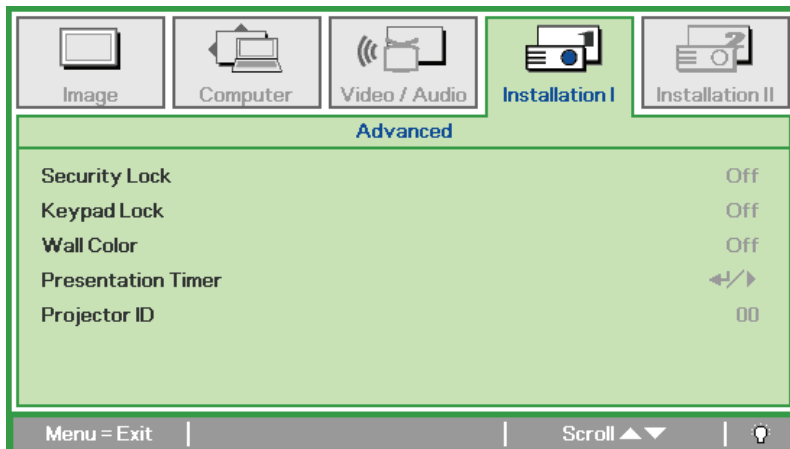 Image Computer Video / Audio Installation I Installation II
Advanced
Security Lock Off
Keypad Lock Off
Wall Color Off
Presentation Timer ↵/▶
Projector ID 00
Menu = Exit Scroll ▲▼